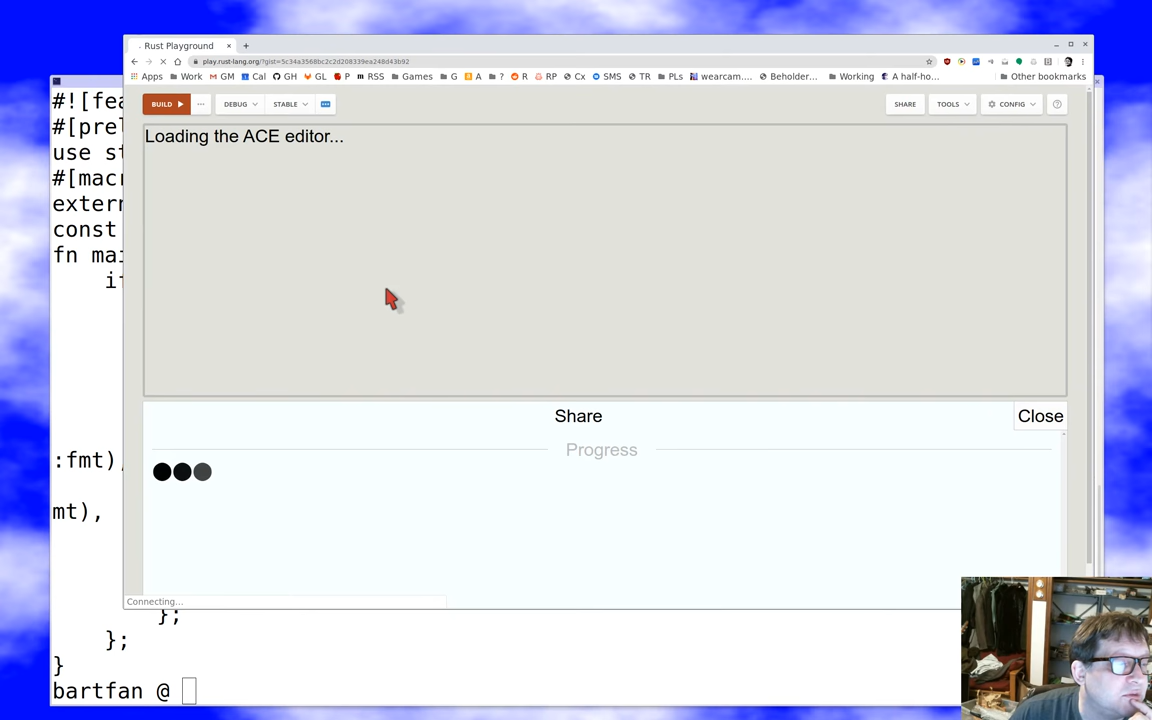 Rust Playground
play.rust-lang.org/?gist=5c34a3568bc2c2d208339ea248d43b92
Apps Work GM Cal GH GL P RSS Games G A ? R RP Cx SMS TR PLs wearcam.... Beholder... Working A half-ho... Other bookmarks
BUILD ... DEBUG STABLE SHARE TOOLS CONFIG
Loading the ACE editor...
Share
Close
Progress
Connecting...
#![fea
#[prel
use st
#[macr
extern
const
fn mai
if
:fmt),
mt),
};
};
}
bartfan @